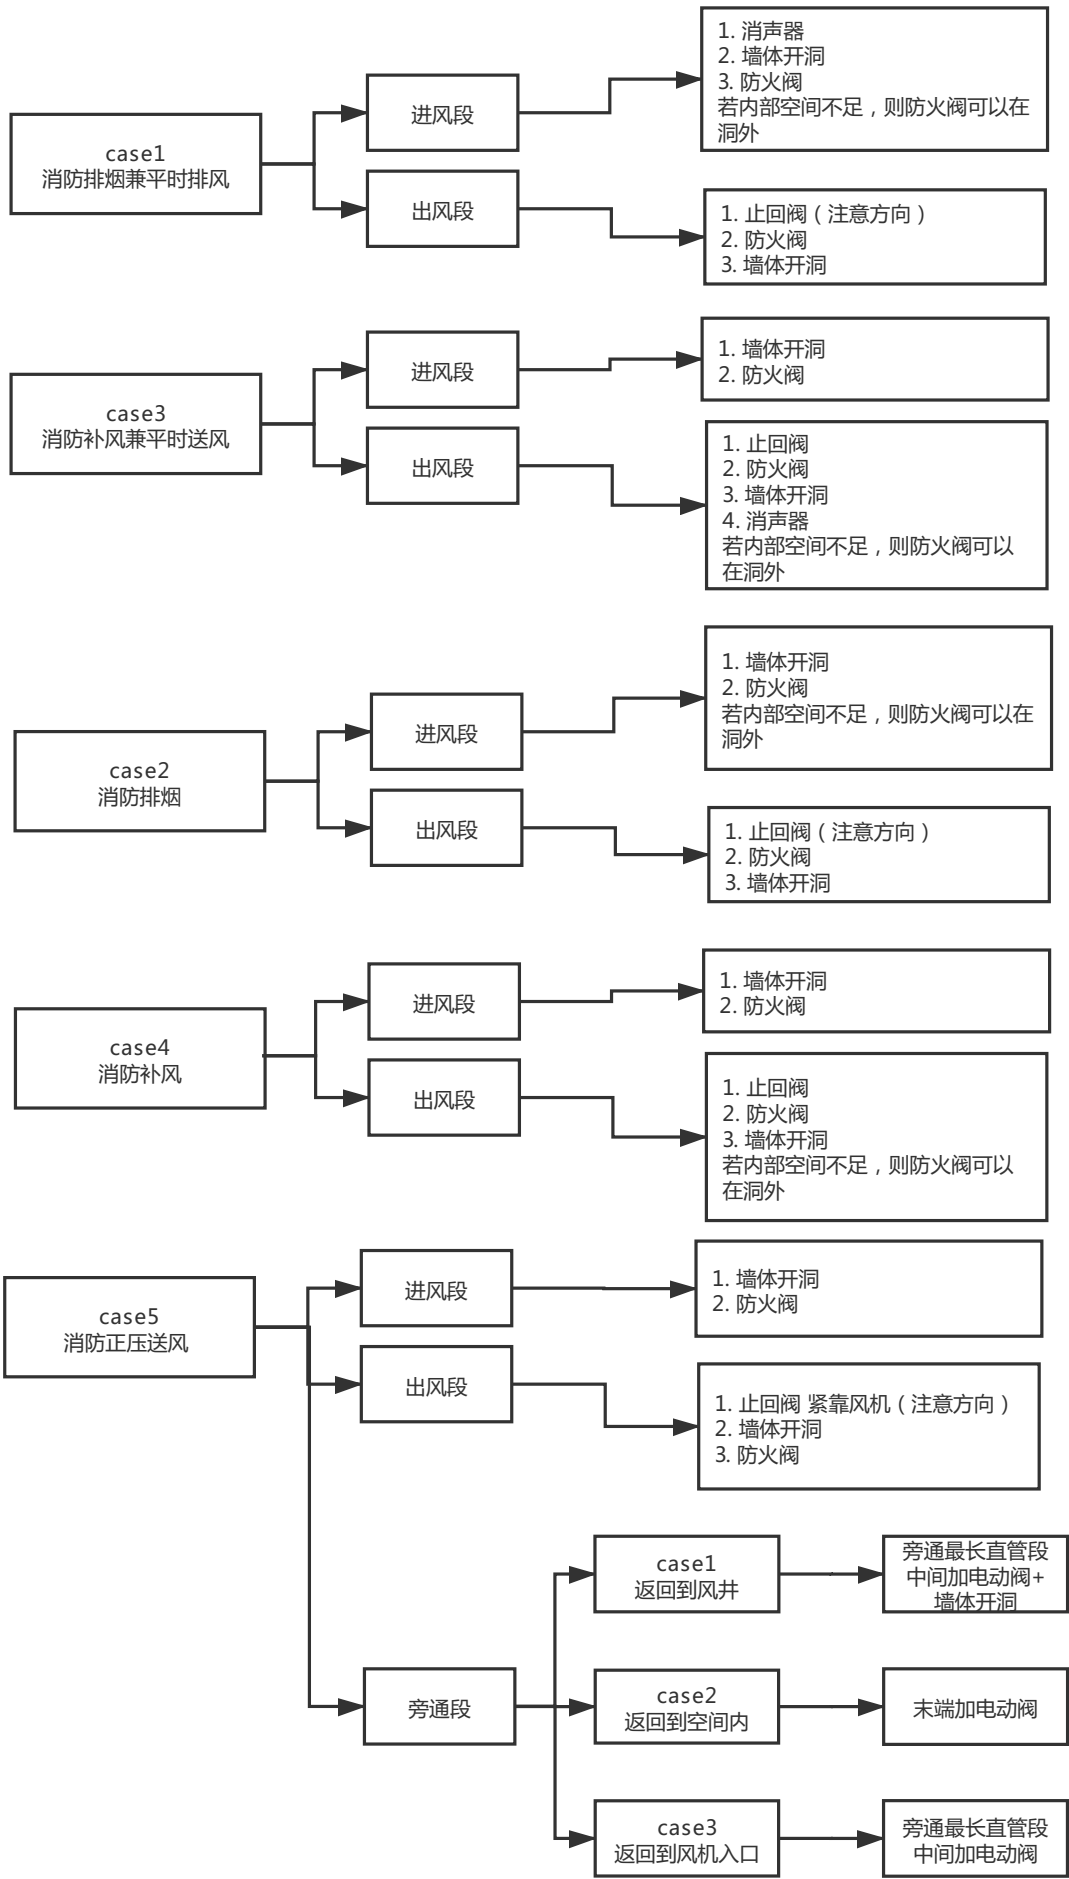 case1
消防排烟兼平时排风
进风段
1. 消声器
2. 墙体开洞
3. 防火阀
若内部空间不足，则防火阀可以在
洞外
出风段
1. 止回阀（注意方向）
2. 防火阀
3. 墙体开洞
case3
消防补风兼平时送风
进风段
1. 墙体开洞
2. 防火阀
出风段
1. 止回阀
2. 防火阀
3. 墙体开洞
4. 消声器
若内部空间不足，则防火阀可以
在洞外
case2
消防排烟
进风段
1. 墙体开洞
2. 防火阀
若内部空间不足，则防火阀可以在
洞外
出风段
1. 止回阀（注意方向）
2. 防火阀
3. 墙体开洞
case4
消防补风
进风段
1. 墙体开洞
2. 防火阀
出风段
1. 止回阀
2. 防火阀
3. 墙体开洞
若内部空间不足，则防火阀可以
在洞外
case5
消防正压送风
进风段
1. 墙体开洞
2. 防火阀
出风段
1. 止回阀 紧靠风机（注意方向）
2. 墙体开洞
3. 防火阀
旁通段
case1
返回到风井
旁通最长直管段
中间加电动阀+
墙体开洞
case2
返回到空间内
末端加电动阀
case3
返回到风机入口
旁通最长直管段
中间加电动阀